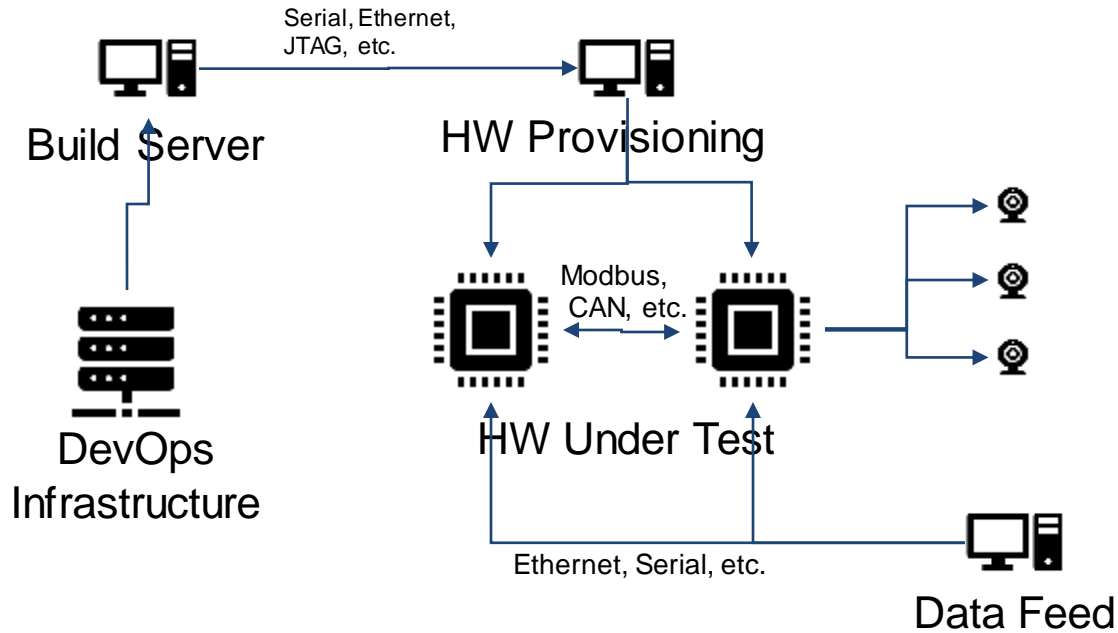 Serial, Ethernet,
JTAG, etc.
Build Server
HW Provisioning
Modbus,
CAN, etc.
HW Under Test
DevOps
Infrastructure
Ethernet, Serial, etc.
Data Feed